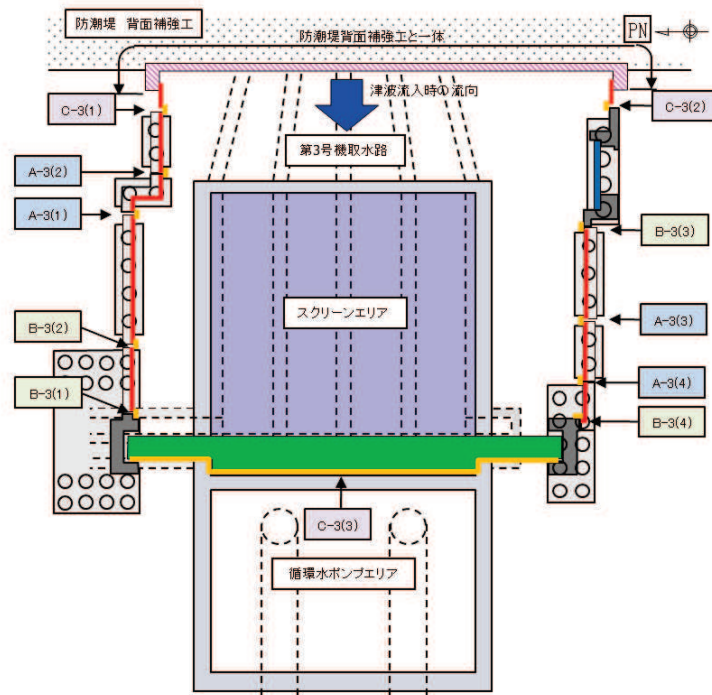 防潮堤 背面補強工
防潮堤背面補強工と一体
PN
津波流入時の流向
C-3(1)
C-3(2)
第3号機取水路
A-3(2)
A-3(1)
B-3(3)
スクリーンエリア
A-3(3)
B-3(2)
A-3(4)
B-3(1)
B-3(4)
C-3(3)
循環水ポンプエリア